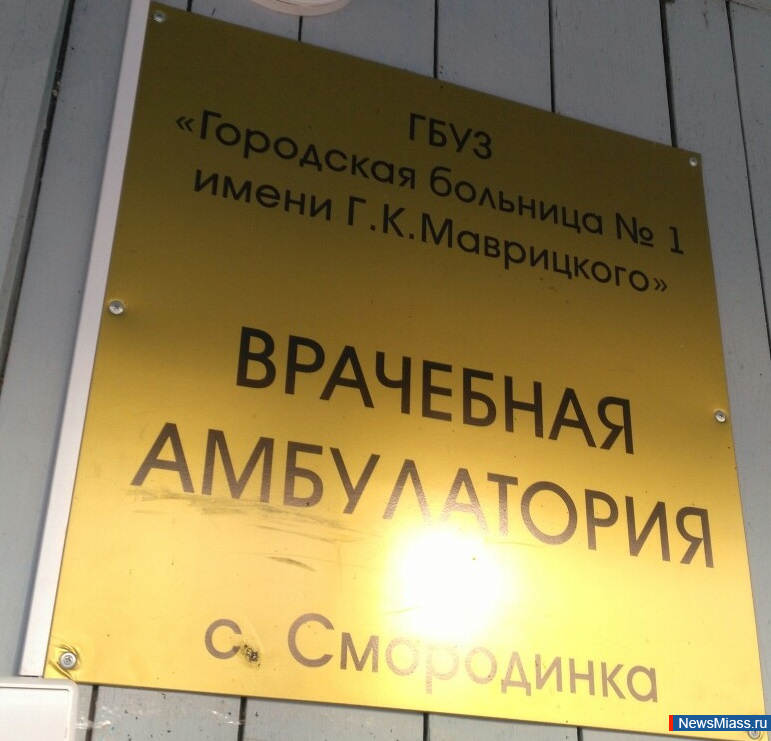 ГБУЗ
«Городская больница № 1
имени Г.К.Маврицкого»
ВРАЧЕБНАЯ
АМБУЛАТОРИЯ
с. Смородинка
NewsMiass.ru